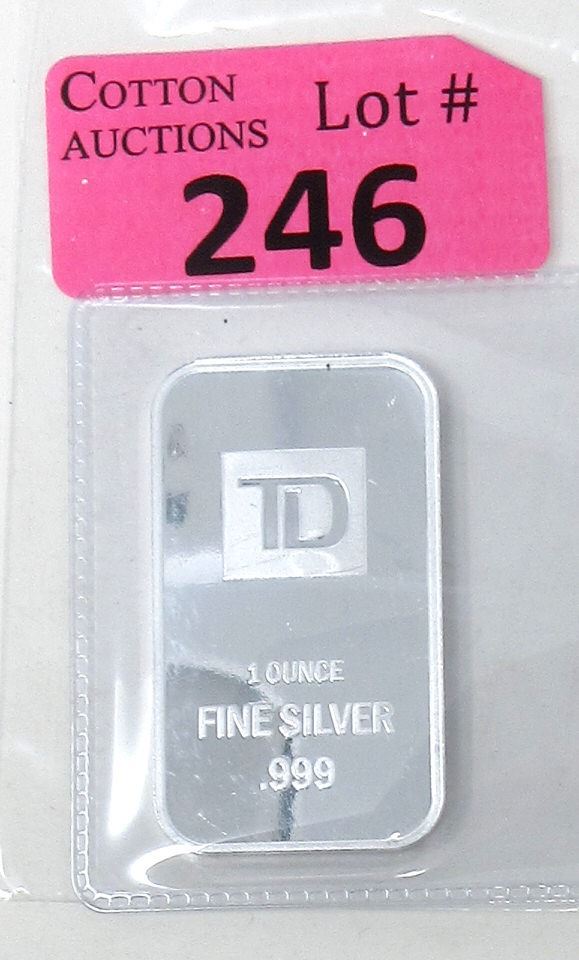 COTTON
AUCTIONS
Lot #
246
TD
1 OUNCE
FINE SILVER
.999